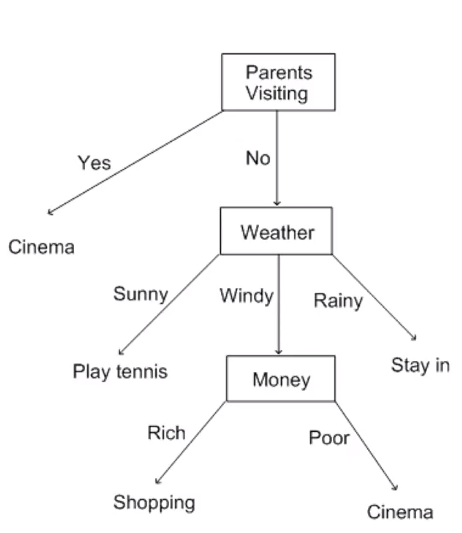 Parents
Visiting
Yes
No
Cinema
Weather
Sunny
Windy
Rainy
Play tennis
Stay in
Money
Rich
Poor
Shopping
Cinema